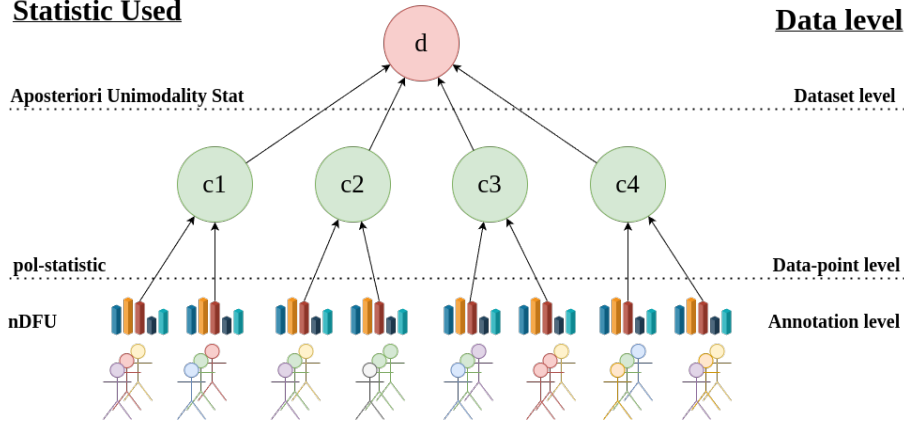 Statistic Used
Data level
d
Aposteriori Unimodality Stat
Dataset level
c1
c2
c3
c4
pol-statistic
Data-point level
nDFU
Annotation level